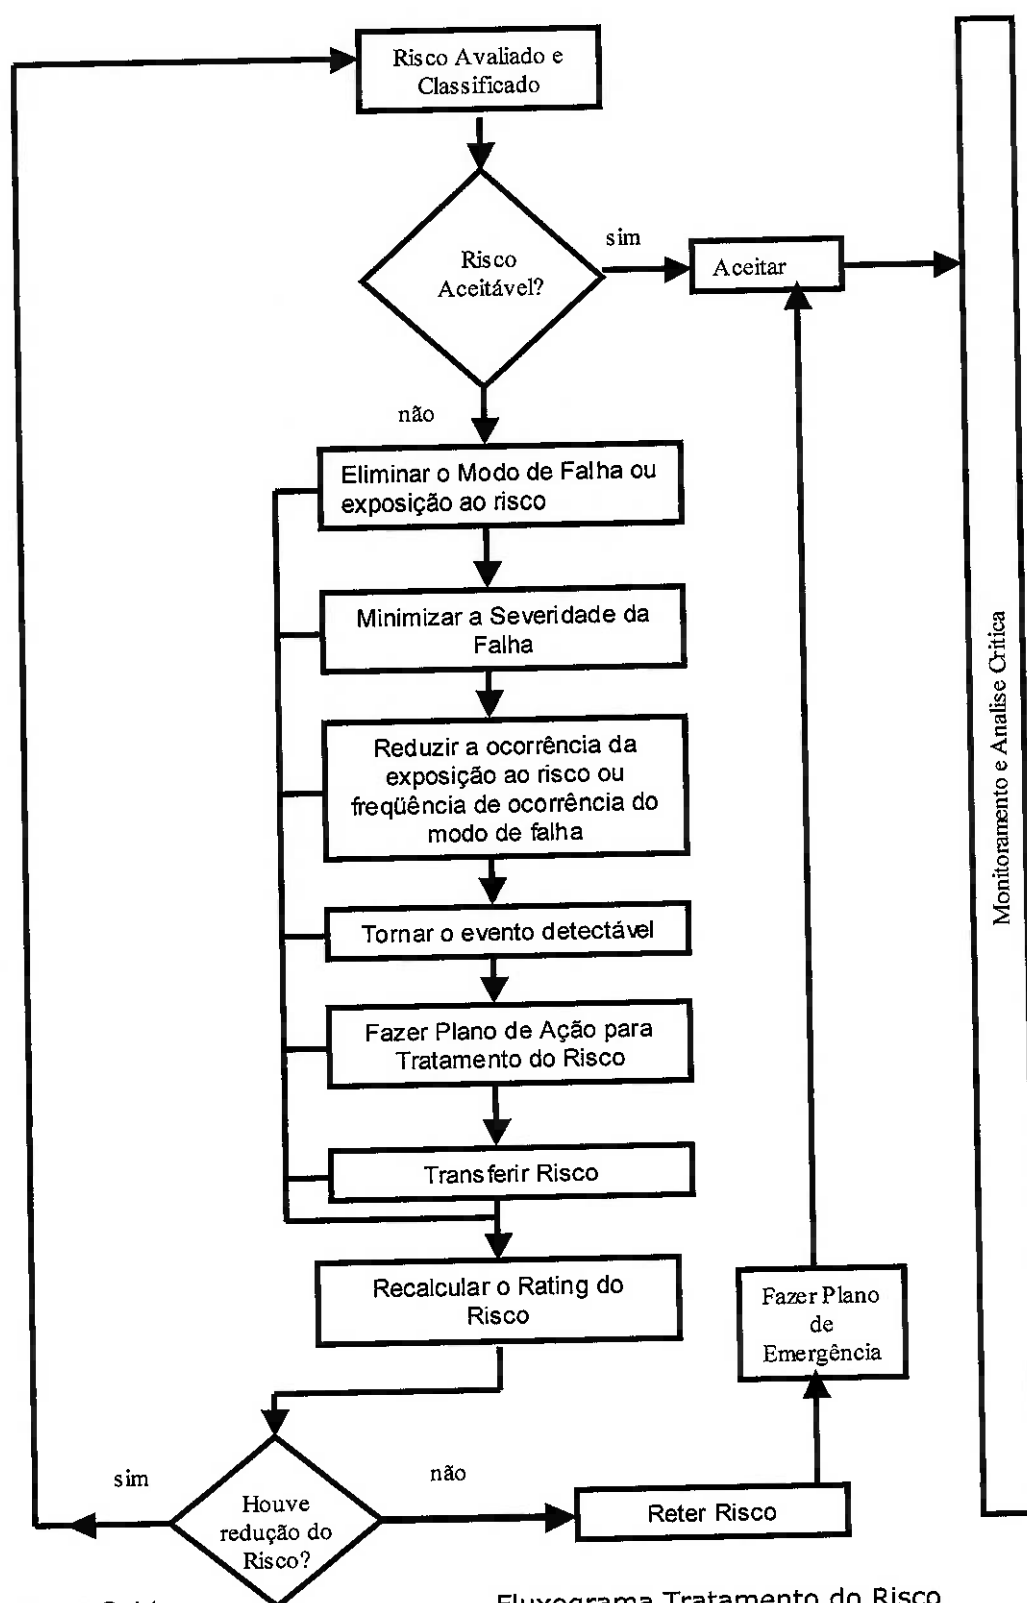 Risco Avaliado e
Classificado
Risco
Aceitável?
sim
Aceitar
não
Eliminar o Modo de Falha ou
exposição ao risco
Minimizar a Severidade da
Falha
Reduzir a ocorrência da
exposição ao risco ou
freqüência de ocorrência do
modo de falha
Tornar o evento detectável
Fazer Plano de Ação para
Tratamento do Risco
Transferir Risco
Recalcular o Rating do
Risco
Fazer Plano
de
Emergência
sim
Houve
redução do
Risco?
não
Reter Risco
Monitoramento e Analise Critica
Fluxograma Tratamento do Risco